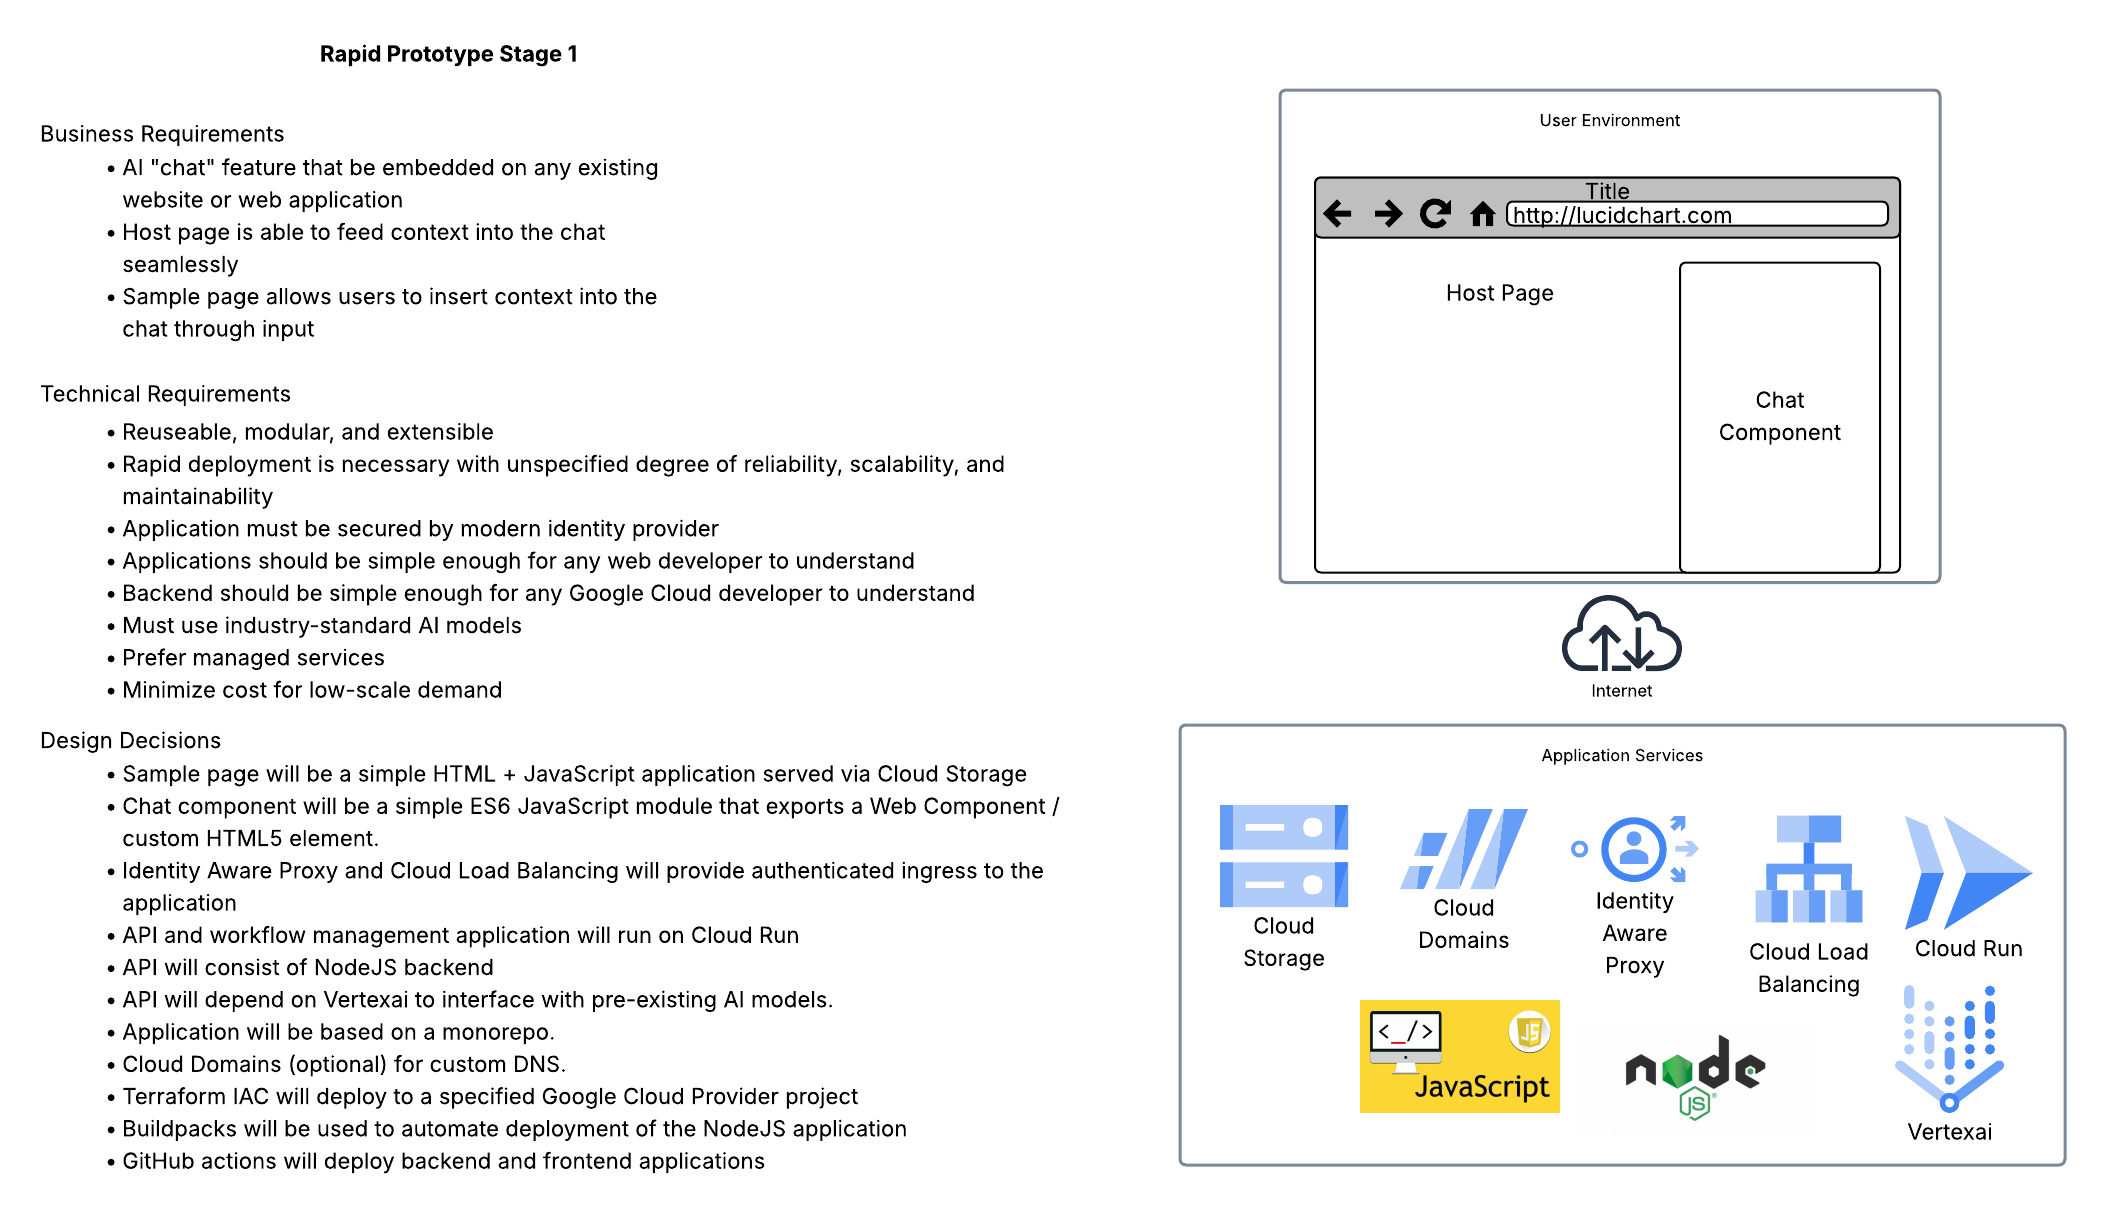 Rapid Prototype Stage 1
Business Requirements
• AI "chat" feature that be embedded on any existing
website or web application
• Host page is able to feed context into the chat
seamlessly
• Sample page allows users to insert context into the
chat through input
Technical Requirements
• Reuseable, modular, and extensible
• Rapid deployment is necessary with unspecified degree of reliability, scalability, and
maintainability
• Application must be secured by modern identity provider
• Applications should be simple enough for any web developer to understand
• Backend should be simple enough for any Google Cloud developer to understand
• Must use industry-standard AI models
• Prefer managed services
• Minimize cost for low-scale demand
Design Decisions
• Sample page will be a simple HTML + JavaScript application served via Cloud Storage
• Chat component will be a simple ES6 JavaScript module that exports a Web Component /
custom HTML5 element.
• Identity Aware Proxy and Cloud Load Balancing will provide authenticated ingress to the
application
• API and workflow management application will run on Cloud Run
• API will consist of NodeJS backend
• API will depend on Vertexai to interface with pre-existing AI models.
• Application will be based on a monorepo.
• Cloud Domains (optional) for custom DNS.
• Terraform IAC will deploy to a specified Google Cloud Provider project
• Buildpacks will be used to automate deployment of the NodeJS application
• GitHub actions will deploy backend and frontend applications
User Environment
Title
http://lucidchart.com
Host Page
Chat
Component
Internet
Application Services
Cloud
Storage
Cloud
Domains
Identity
Aware
Proxy
Cloud Load
Balancing
Cloud Run
<_/>
JS
JavaScript
node
JS®
Vertexai